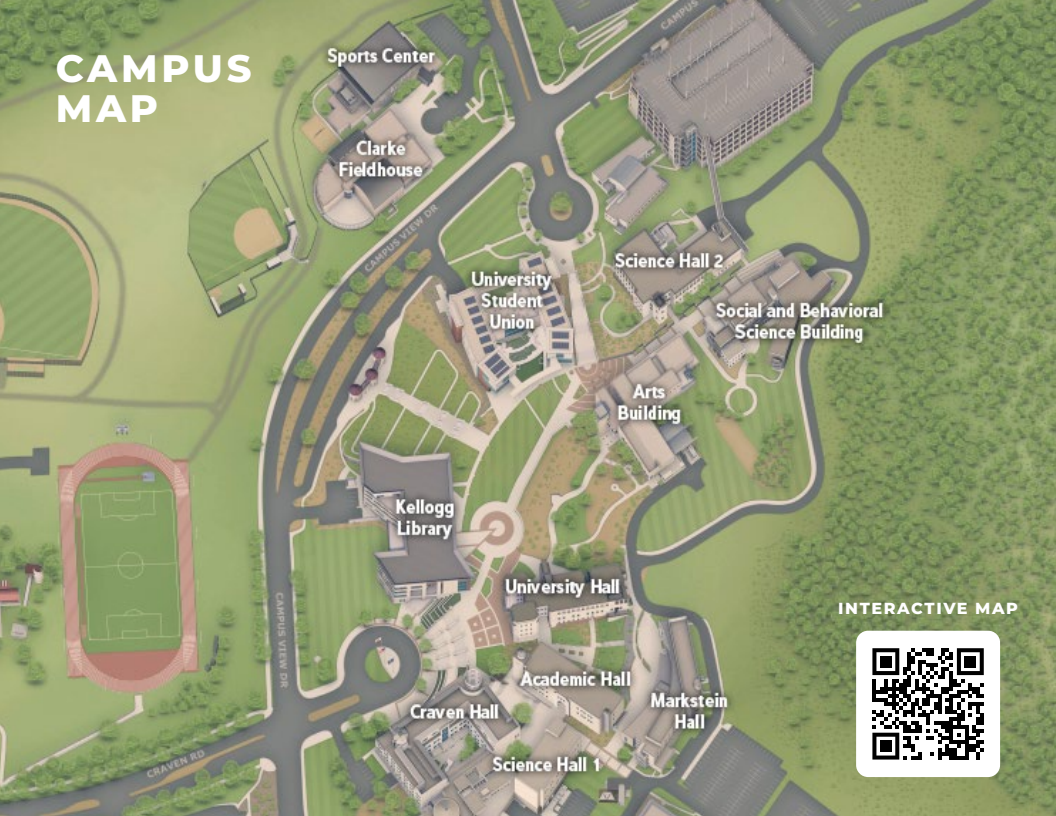 CAMPUS
MAP
CAMPUS
Sports Center
Clarke
Fieldhouse
CAMPUS VIEW DR
Science Hall 2
University
Student
Union
Social and Behavioral
Science Building
Arts
Building
Kellogg
Library
University Hall
INTERACTIVE MAP
CAMPUS VIEW DR
Academic Hall
Markstein
Hall
Craven Hall
Science Hall 1
CRAVEN RD